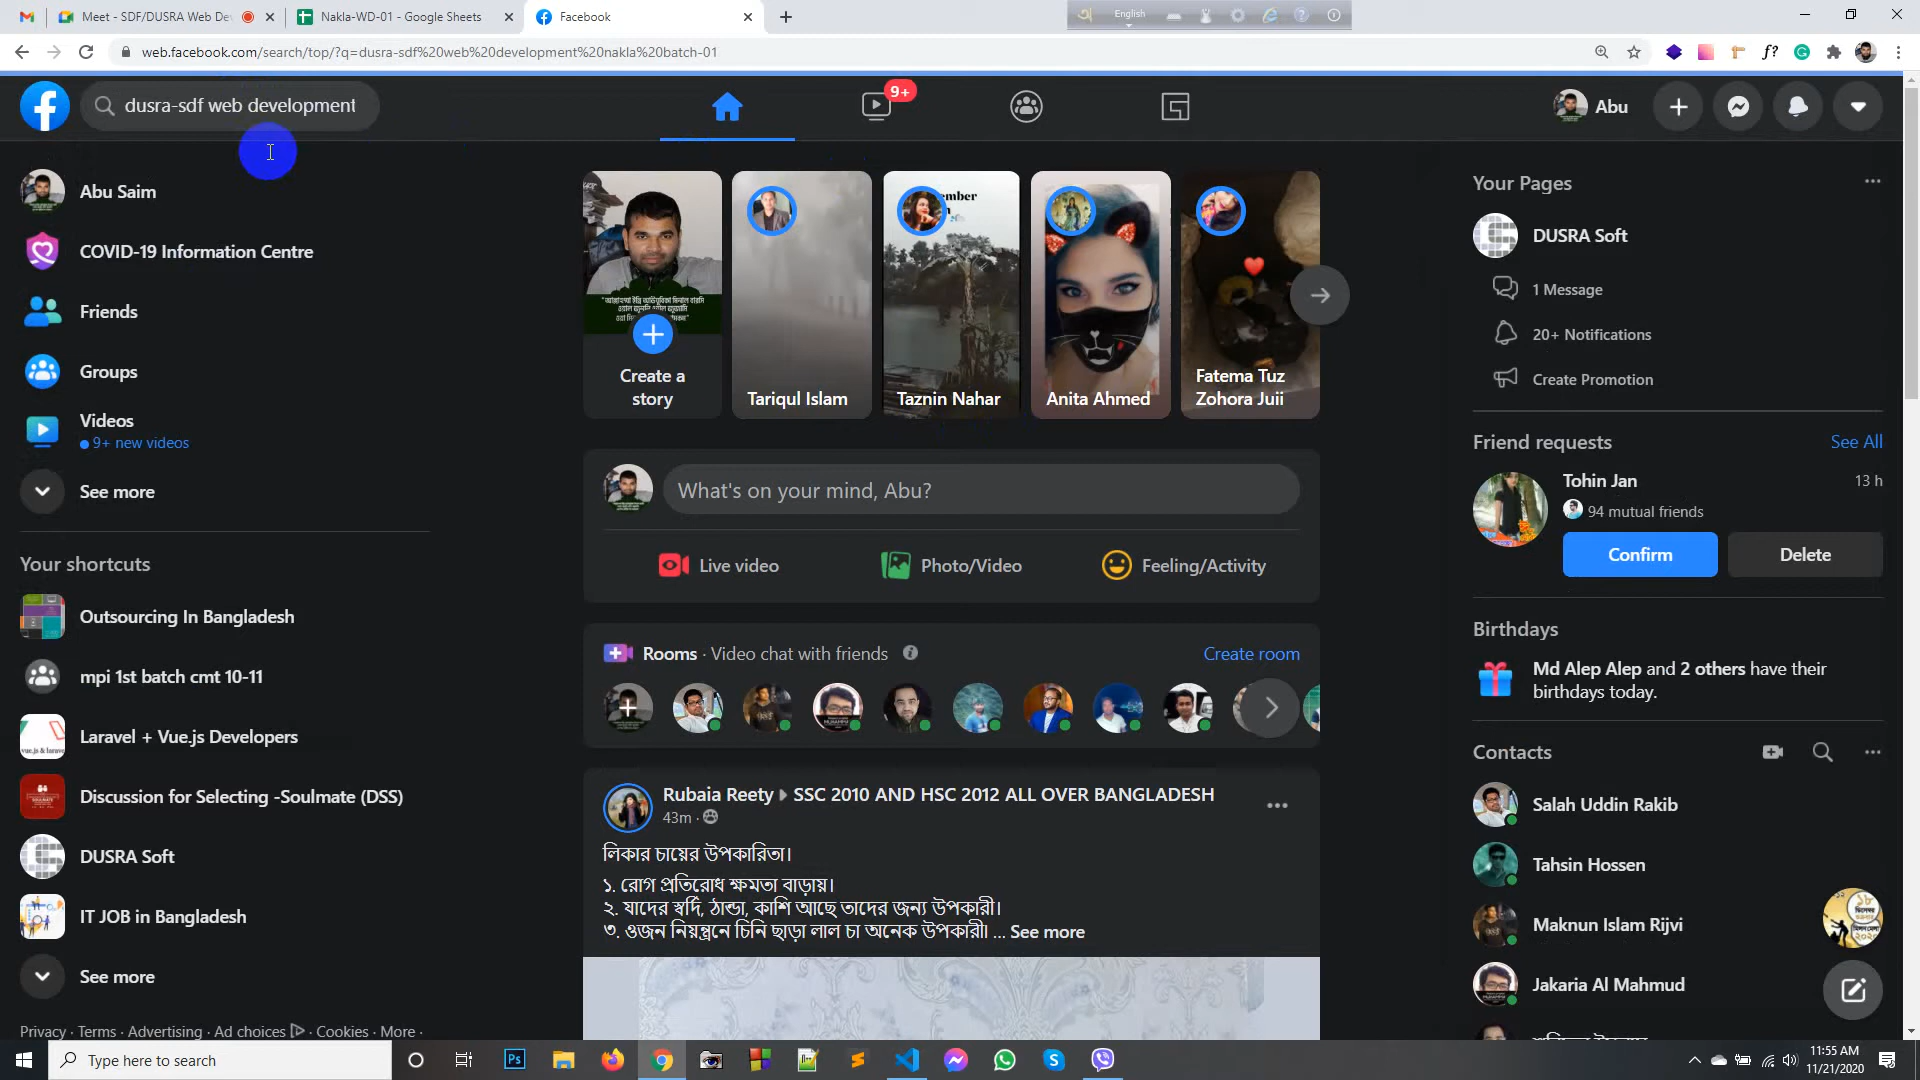 Meet - SDF/DUSRA Web De
Nakla-WD-01 - Google Sheets
Facebook
English
web.facebook.com/search/top/?q=dusra-sdf%20web%20development%20nakla%20batch-01
dusra-sdf web development
9+
Abu
Abu Saim
COVID-19 Information Centre
Friends
Groups
Videos
9+ new videos
See more
Your shortcuts
Outsourcing In Bangladesh
mpi 1st batch cmt 10-11
Laravel + Vue.js Developers
Discussion for Selecting -Soulmate (DSS)
DUSRA Soft
IT JOB in Bangladesh
See more
Privacy · Terms · Advertising · Ad choices · Cookies · More ·
Create a
story
Tariqul Islam
Taznin Nahar
Anita Ahmed
Fatema Tuz
Zohora Juii
What's on your mind, Abu?
Live video
Photo/Video
Feeling/Activity
Rooms · Video chat with friends
Create room
Rubaia Reety SSC 2010 AND HSC 2012 ALL OVER BANGLADESH
43m ·
লিকার চায়ের উপকারিতা।
১. রোগ প্রতিরোধ ক্ষমতা বাড়ায়।
২. যাদের স্বর্দি, ঠান্ডা, কাশি আছে তাদের জন্য উপকারী।
৩. ওজন নিয়ন্ত্রনে চিনি ছাড়া লাল চা অনেক উপকারী। ... See more
Your Pages
DUSRA Soft
1 Message
20+ Notifications
Create Promotion
Friend requests
See All
Tohin Jan
13 h
94 mutual friends
Confirm
Delete
Birthdays
Md Alep Alep and 2 others have their
birthdays today.
Contacts
Salah Uddin Rakib
Tahsin Hossen
Maknun Islam Rijvi
Jakaria Al Mahmud
Type here to search
11:55 AM
11/21/2020